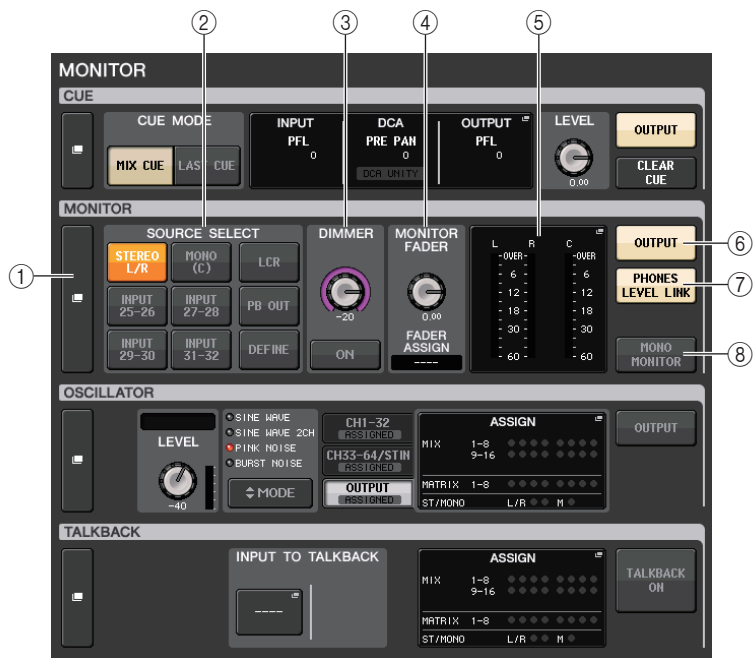 ② ③ ④ ⑤
MONITOR
CUE
CUE MODE
MIX CUE
LAST CUE
INPUT
PFL
0
DCA
PRE PAN
0
DCA UNITY
OUTPUT
PFL
0
LEVEL
0.00
OUTPUT
CLEAR
CUE
MONITOR
①
SOURCE SELECT
STEREO
L/R
MONO
(C)
LCR
INPUT
25-26
INPUT
27-28
PB OUT
INPUT
29-30
INPUT
31-32
DEFINE
DIMMER
-20
ON
MONITOR
FADER
0.00
FADER
ASSIGN
----
L R C
-OVER- -OVER-
- 6 - - 6 -
- 12 - - 12 -
- 18 - - 18 -
- 30 - - 30 -
- 60 - - 60 -
OUTPUT
⑥
PHONES
LEVEL LINK
⑦
MONO
MONITOR
⑧
OSCILLATOR
LEVEL
-40
SINE WAVE
SINE WAVE 2CH
PINK NOISE
BURST NOISE
MODE
CH1-32
ASSIGNED
CH33-64/STIN
ASSIGNED
OUTPUT
ASSIGNED
ASSIGN
MIX 1-8
9-16
MATRIX 1-8
ST/MONO L/R M
OUTPUT
TALKBACK
INPUT TO TALKBACK
----
ASSIGN
MIX 1-8
9-16
MATRIX 1-8
ST/MONO L/R M
TALKBACK
ON